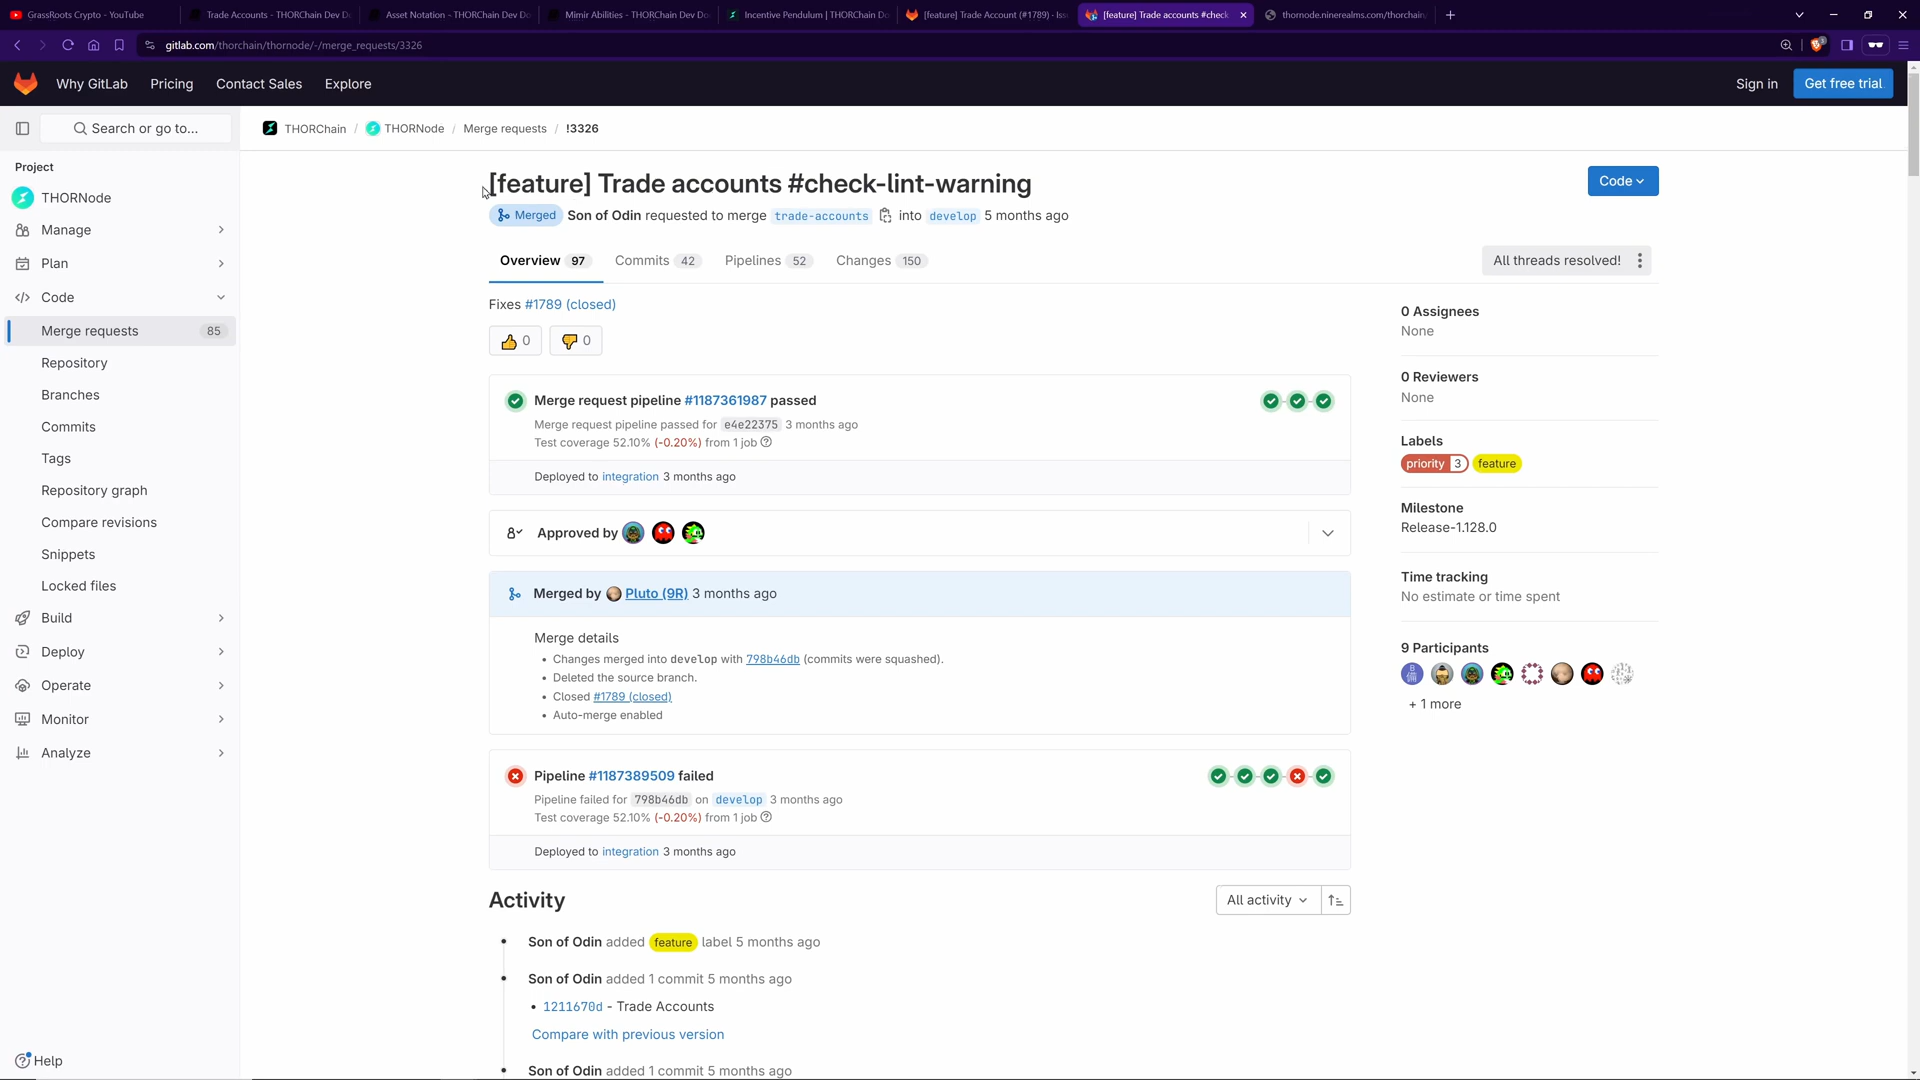 GrassRoots Crypto - YouTube
Trade Accounts - THORChain Dev D
Asset Notation - THORChain Dev Do
Mimir Abilities - THORChain Dev Do
Incentive Pendulum | THORChain Do
[feature] Trade Account (#1789) · Iss
[feature] Trade accounts #check
thornode.ninerealms.com/thorchain
gitlab.com/thorchain/thornode/-/merge_requests/3326
Why GitLab
Pricing
Contact Sales
Explore
Sign in
Get free trial
Search or go to...
THORChain / THORNode / Merge requests / !3326
Project
THORNode
Manage
Plan
Code
Merge requests 85
Repository
Branches
Commits
Tags
Repository graph
Compare revisions
Snippets
Locked files
Build
Deploy
Operate
Monitor
Analyze
Help
[feature] Trade accounts #check-lint-warning
Code
Merged Son of Odin requested to merge trade-accounts into develop 5 months ago
Overview 97 Commits 42 Pipelines 52 Changes 150
All threads resolved!
Fixes #1789 (closed)
👍 0 👎 0
Merge request pipeline #1187361987 passed
Merge request pipeline passed for e4e22375 3 months ago
Test coverage 52.10% (-0.20%) from 1 job
Deployed to integration 3 months ago
Approved by
Merged by Pluto (9R) 3 months ago
Merge details
• Changes merged into develop with 798b46db (commits were squashed).
• Deleted the source branch.
• Closed #1789 (closed)
• Auto-merge enabled
Pipeline #1187389509 failed
Pipeline failed for 798b46db on develop 3 months ago
Test coverage 52.10% (-0.20%) from 1 job
Deployed to integration 3 months ago
Activity
All activity
Son of Odin added feature label 5 months ago
Son of Odin added 1 commit 5 months ago
• 1211670d - Trade Accounts
Compare with previous version
Son of Odin added 1 commit 5 months ago
0 Assignees
None
0 Reviewers
None
Labels
priority 3 feature
Milestone
Release-1.128.0
Time tracking
No estimate or time spent
9 Participants
+ 1 more